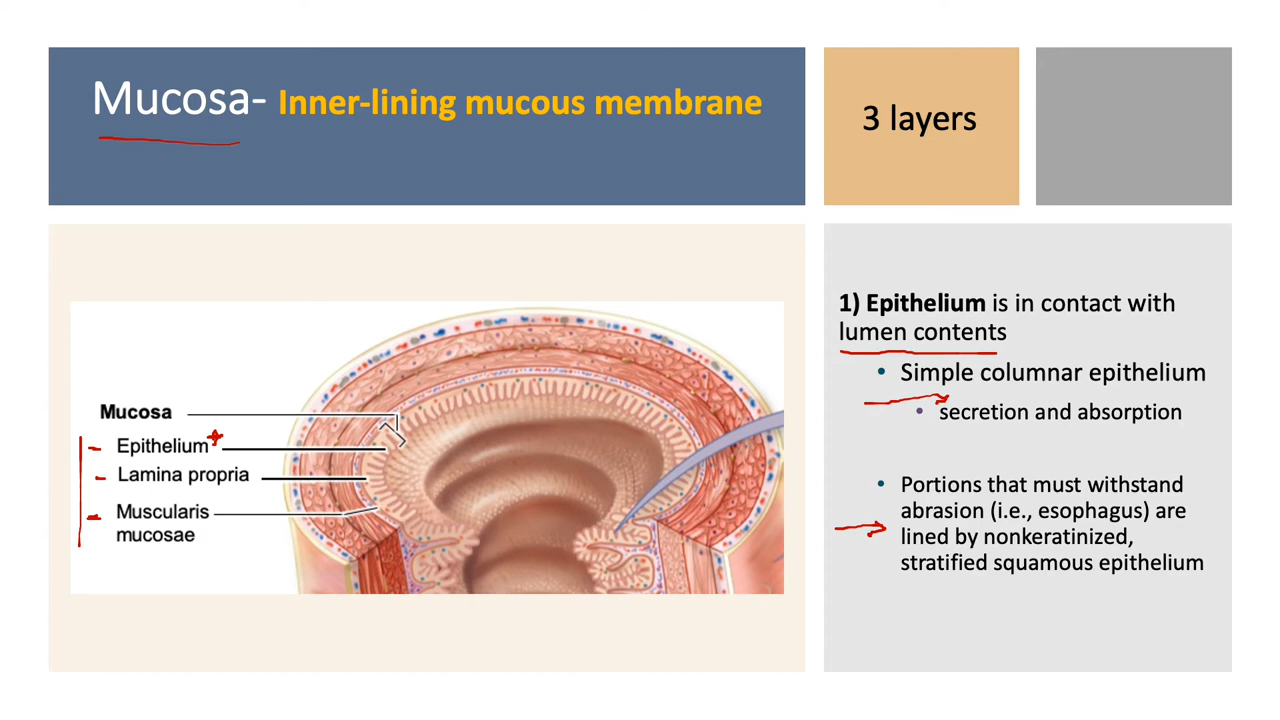 Mucosa- Inner-lining mucous membrane
3 layers
Mucosa
Epithelium
Lamina propria
Muscularis
mucosae
1) Epithelium is in contact with
lumen contents
• Simple columnar epithelium
• secretion and absorption
• Portions that must withstand
abrasion (i.e., esophagus) are
lined by nonkeratinized,
stratified squamous epithelium